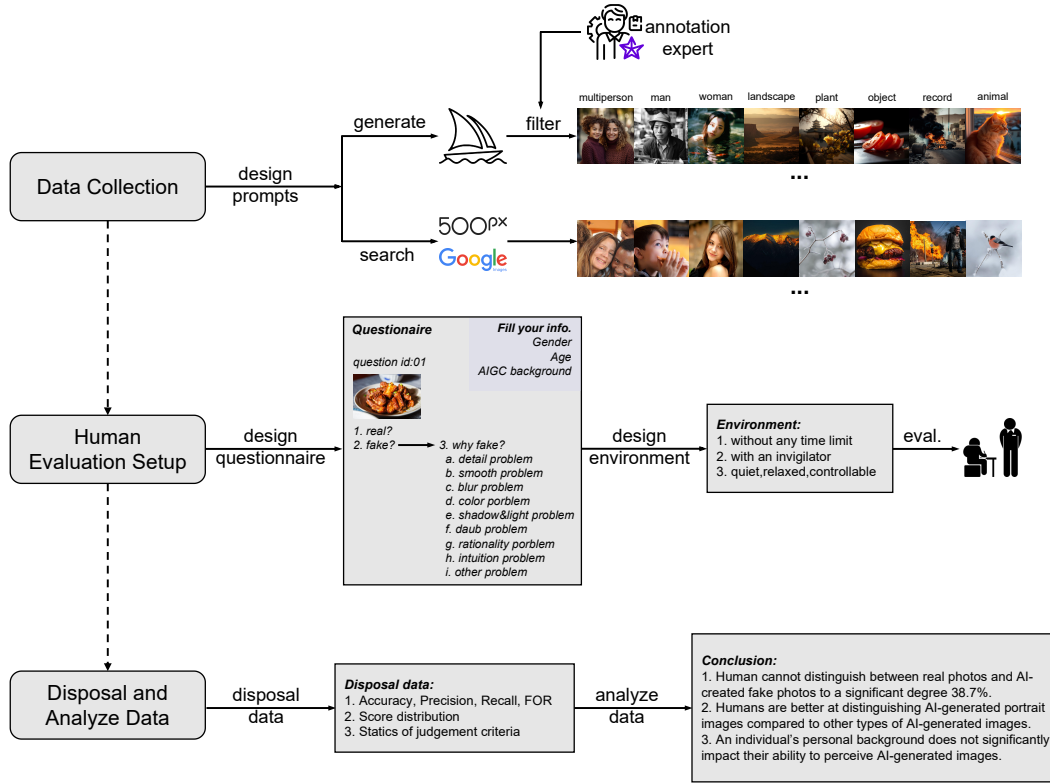 annotation
expert
multiperson man woman landscape plant object record animal
generate
filter
Data Collection
design
prompts
...
500px
search
Google
...
Questionaire
Fill your info.
Gender
Age
AIGC background
question id:01
1. real?
2. fake?
3. why fake?
a. detail problem
b. smooth problem
c. blur problem
d. color porblem
e. shadow&light problem
f. daub problem
g. rationality porblem
h. intuition problem
i. other problem
Human
Evaluation Setup
design
questionnaire
design
environment
Environment:
1. without any time limit
2. with an invigilator
3. quiet,relaxed,controllable
eval.
Disposal and
Analyze Data
disposal
data
Disposal data:
1. Accuracy, Precision, Recall, FOR
2. Score distribution
3. Statics of judgement criteria
analyze
data
Conclusion:
1. Human cannot distinguish between real photos and AI-
created fake photos to a significant degree 38.7%.
2. Humans are better at distinguishing AI-generated portrait
images compared to other types of AI-generated images.
3. An individual's personal background does not significantly
impact their ability to perceive AI-generated images.